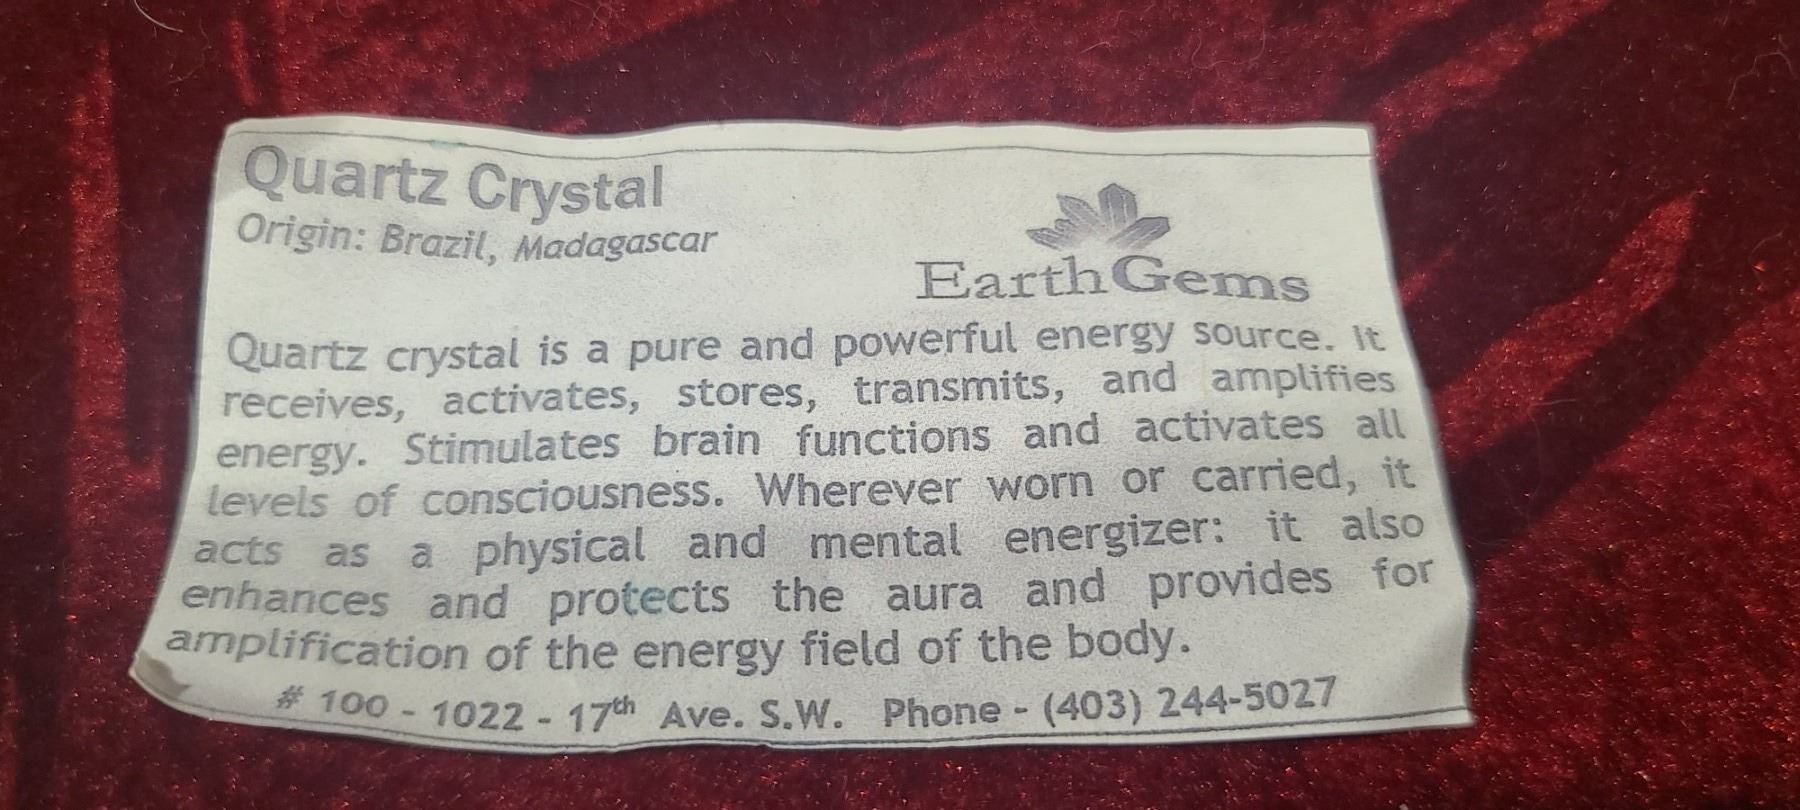 Quartz Crystal
Origin: Brazil, Madagascar
EarthGems
Quartz crystal is a pure and powerful energy source. It
receives, activates, stores, transmits, and amplifies
energy. Stimulates brain functions and activates all
levels of consciousness. Wherever worn or carried, it
acts as a physical and mental energizer: it also
enhances and protects the aura and provides for
amplification of the energy field of the body.
# 100 - 1022 - 17th Ave. S.W. Phone - (403) 244-5027